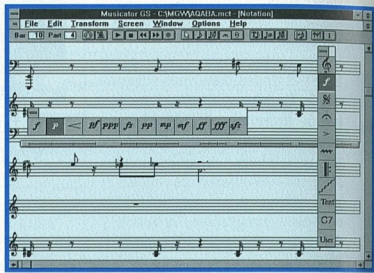 Musicator GS - C:\MGW\AQABA.mct - [Notation]
File Edit Transform Screen Window Options Help
Bar 10 Part 4
f p ppp fz pp mp mf ff fff sfz
f
Text
C7
User